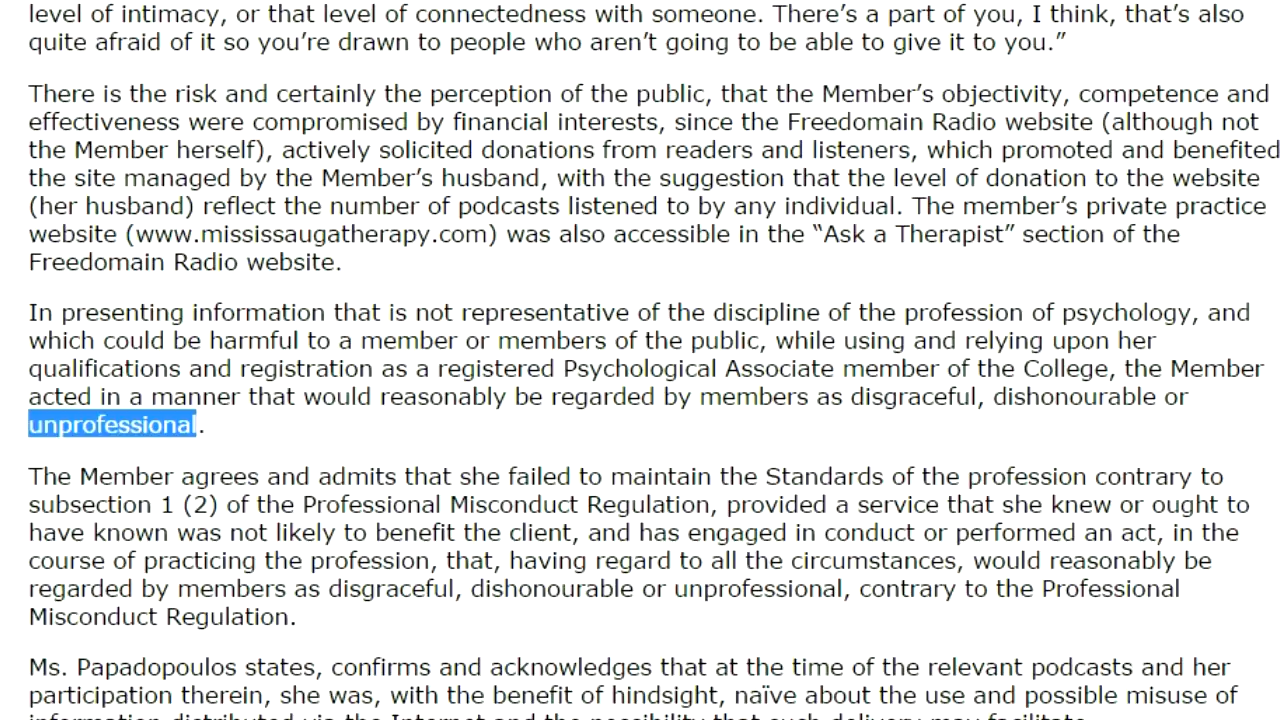 level of intimacy, or that level of connectedness with someone. There’s a part of you, I think, that’s also
quite afraid of it so you’re drawn to people who aren’t going to be able to give it to you.”
There is the risk and certainly the perception of the public, that the Member’s objectivity, competence and
effectiveness were compromised by financial interests, since the Freedomain Radio website (although not
the Member herself), actively solicited donations from readers and listeners, which promoted and benefited
the site managed by the Member’s husband, with the suggestion that the level of donation to the website
(her husband) reflect the number of podcasts listened to by any individual. The member’s private practice
website (www.mississaugatherapy.com) was also accessible in the “Ask a Therapist” section of the
Freedomain Radio website.
In presenting information that is not representative of the discipline of the profession of psychology, and
which could be harmful to a member or members of the public, while using and relying upon her
qualifications and registration as a registered Psychological Associate member of the College, the Member
acted in a manner that would reasonably be regarded by members as disgraceful, dishonourable or
unprofessional.
The Member agrees and admits that she failed to maintain the Standards of the profession contrary to
subsection 1 (2) of the Professional Misconduct Regulation, provided a service that she knew or ought to
have known was not likely to benefit the client, and has engaged in conduct or performed an act, in the
course of practicing the profession, that, having regard to all the circumstances, would reasonably be
regarded by members as disgraceful, dishonourable or unprofessional, contrary to the Professional
Misconduct Regulation.
Ms. Papadopoulos states, confirms and acknowledges that at the time of the relevant podcasts and her
participation therein, she was, with the benefit of hindsight, naïve about the use and possible misuse of
information distributed via the Internet and the possibility that such delivery may facilitate